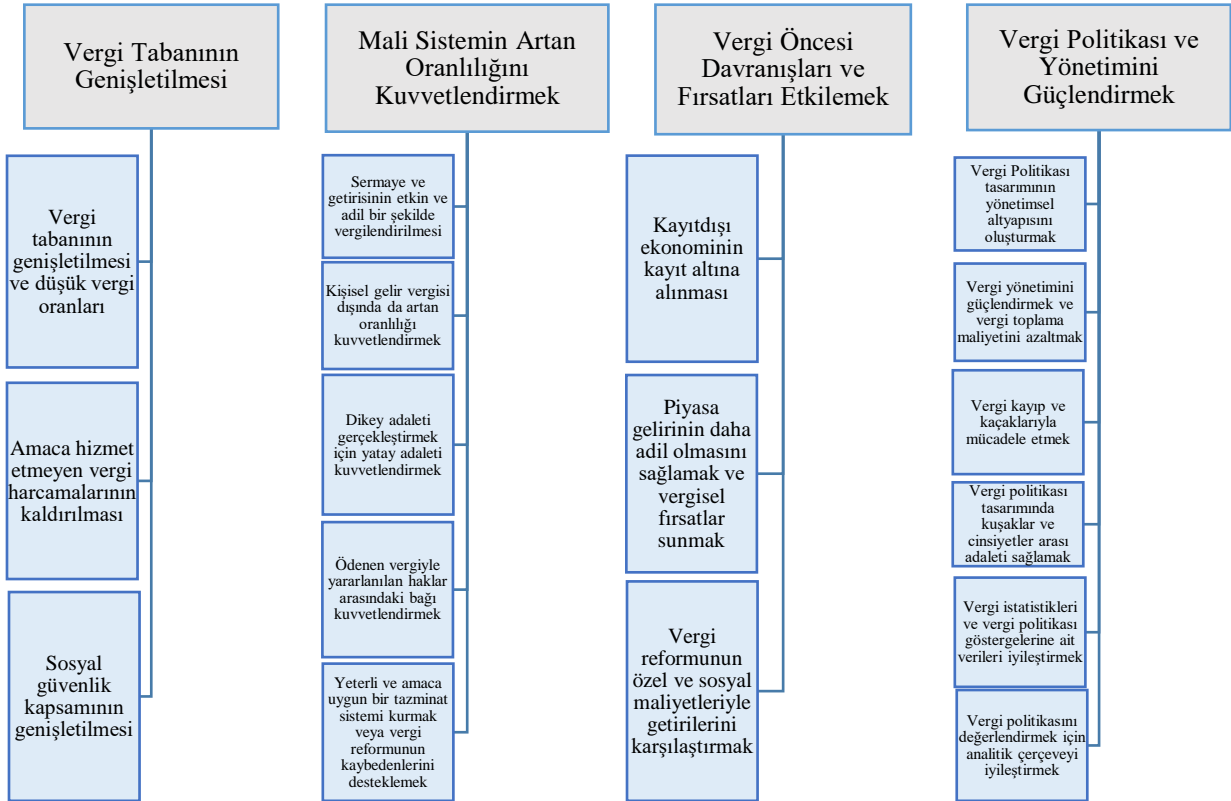 Vergi Tabanının
Genişletilmesi
Vergi
tabanının
genişletilmesi
ve düşük vergi
oranları
Amaca hizmet
etmeyen vergi
harcamalarının
kaldırılması
Sosyal
güvenlik
kapsamının
genişletilmesi
Mali Sistemin Artan
Oranlılığını
Kuvvetlendirmek
Sermaye ve
getirisinin etkin ve
adil bir şekilde
vergilendirilmesi
Kişisel gelir vergisi
dışında da artan
oranlılığı
kuvvetlendirmek
Dikey adaleti
gerçekleştirmek
için yatay adaleti
kuvvetlendirmek
Ödenen vergiyle
yararlanılan haklar
arasındaki bağı
kuvvetlendirmek
Yeterli ve amaca
uygun bir tazminat
sistemi kurmak
veya vergi
reformunun
kaybedenlerini
desteklemek
Vergi Öncesi
Davranışları ve
Fırsatları Etkilemek
Kayıtdışı
ekonominin
kayıt altına
alınması
Piyasa
gelirinin daha
adil olmasını
sağlamak ve
vergisel
fırsatlar
sunmak
Vergi
reformunun
özel ve sosyal
maliyetleriyle
getirilerini
karşılaştırmak
Vergi Politikası ve
Yönetimini
Güçlendirmek
Vergi Politikası
tasarımının
yönetimsel
altyapısını
oluşturmak
Vergi yönetimini
güçlendirmek ve
vergi toplama
maliyetini azaltmak
Vergi kayıp ve
kaçaklarıyla
mücadele etmek
Vergi politikası
tasarımında
kuşaklar ve
cinsiyetler arası
adaleti sağlamak
Vergi istatistikleri
ve vergi politikası
göstergelerine ait
verileri iyileştirmek
Vergi politikasını
değerlendirmek için
analitik çerçeveyi
iyileştirmek